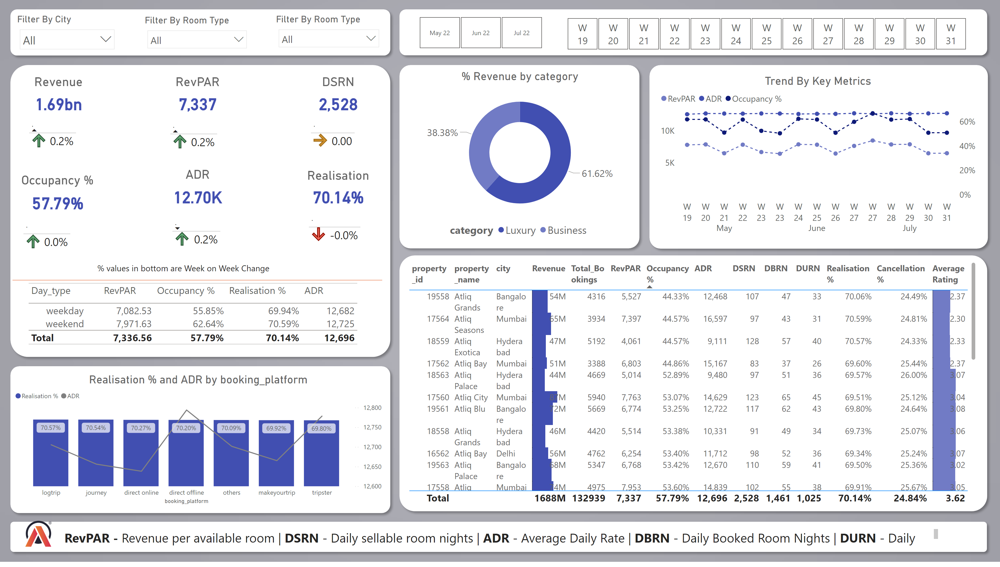 Filter By City
Filter By Room Type
Filter By Room Type
All
All
All
May 22
Jun 22
Jul 22
W 19
W 20
W 21
W 22
W 23
W 24
W 25
W 26
W 27
W 28
W 29
W 30
W 31
Revenue
1.69bn
0.2%
RevPAR
7,337
0.2%
DSRN
2,528
0.00
Occupancy %
57.79%
0.0%
ADR
12.70K
0.2%
Realisation
70.14%
-0.0%
% values in bottom are Week on Week Change
Day_type RevPAR Occupancy % Realisation % ADR
weekday 7,082.53 55.85% 69.94% 12,682
weekend 7,971.63 62.64% 70.59% 12,725
Total 7,336.56 57.79% 70.14% 12,696
% Revenue by category
38.38%
61.62%
category Luxury Business
Trend By Key Metrics
RevPAR ADR Occupancy %
10K
5K
60%
40%
20%
0%
W W W W W W W W W W W W W W W
19 20 21 22 23 23 24 25 26 27 27 28 29 30 31
May June July
Realisation % and ADR by booking_platform
Realisation % ADR
12,800
12,750
12,700
12,650
12,600
70.57% 70.54% 70.27% 70.20% 70.09% 69.92% 69.80%
logtrip journey direct online direct offline others makeyourtrip tripster
booking_platform
property property city Revenue Total_Bo RevPAR Occupancy ADR DSRN DBRN DURN Realisation Cancellation Average
_id _name ookings % % % Rating
19558 Atliq Bangalo 54M 4316 5,527 44.33% 12,468 107 47 33 70.06% 24.49% 2.37
Grands re
17564 Atliq Mumbai 65M 3934 7,397 44.57% 16,597 97 43 31 70.59% 24.81% 2.30
Seasons
18559 Atliq Hydera 47M 5192 4,061 44.57% 9,111 128 57 40 70.57% 24.33% 2.33
Exotica bad
17562 Atliq Bay Mumbai 51M 3388 6,803 44.86% 15,167 83 37 26 69.60% 25.44% 2.37
18563 Atliq Hydera 44M 4669 5,014 52.89% 9,480 97 51 36 69.57% 26.00% 3.07
Palace bad
17560 Atliq City Mumbai 87M 5940 7,763 53.07% 14,629 123 65 45 69.51% 25.12% 3.04
19561 Atliq Blu Bangalo 72M 5669 6,774 53.25% 12,722 117 62 43 69.80% 24.64% 3.08
re
18558 Atliq Hydera 46M 4420 5,514 53.38% 10,331 91 49 34 69.73% 25.07% 3.06
Grands bad
16562 Atliq Bay Delhi 56M 4762 6,254 53.40% 11,712 98 52 36 69.34% 25.24% 3.07
19563 Atliq Bangalo 68M 5347 6,768 53.42% 12,670 110 59 41 69.50% 25.36% 3.02
Palace re
17558 Atliq Mumbai 74M 4975 7,953 53.60% 14,839 102 55 38 69.91% 25.67% 3.05
Total 1688M 132939 7,337 57.79% 12,696 2,528 1,461 1,025 70.14% 24.84% 3.62
RevPAR - Revenue per available room | DSRN - Daily sellable room nights | ADR - Average Daily Rate | DBRN - Daily Booked Room Nights | DURN - Daily